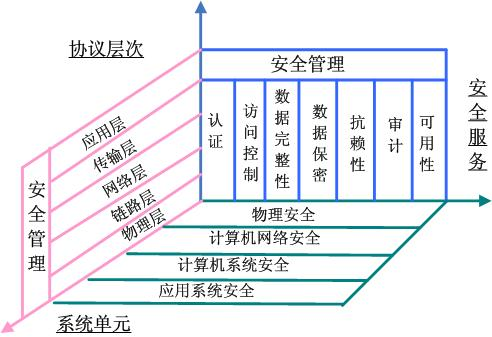 协议层次
安全管理
安全服务
认证
访问控制
数据完整性
数据保密
抗赖性
审计
可用性
应用层
传输层
网络层
链路层
物理层
安全管理
物理安全
计算机网络安全
计算机系统安全
应用系统安全
系统单元